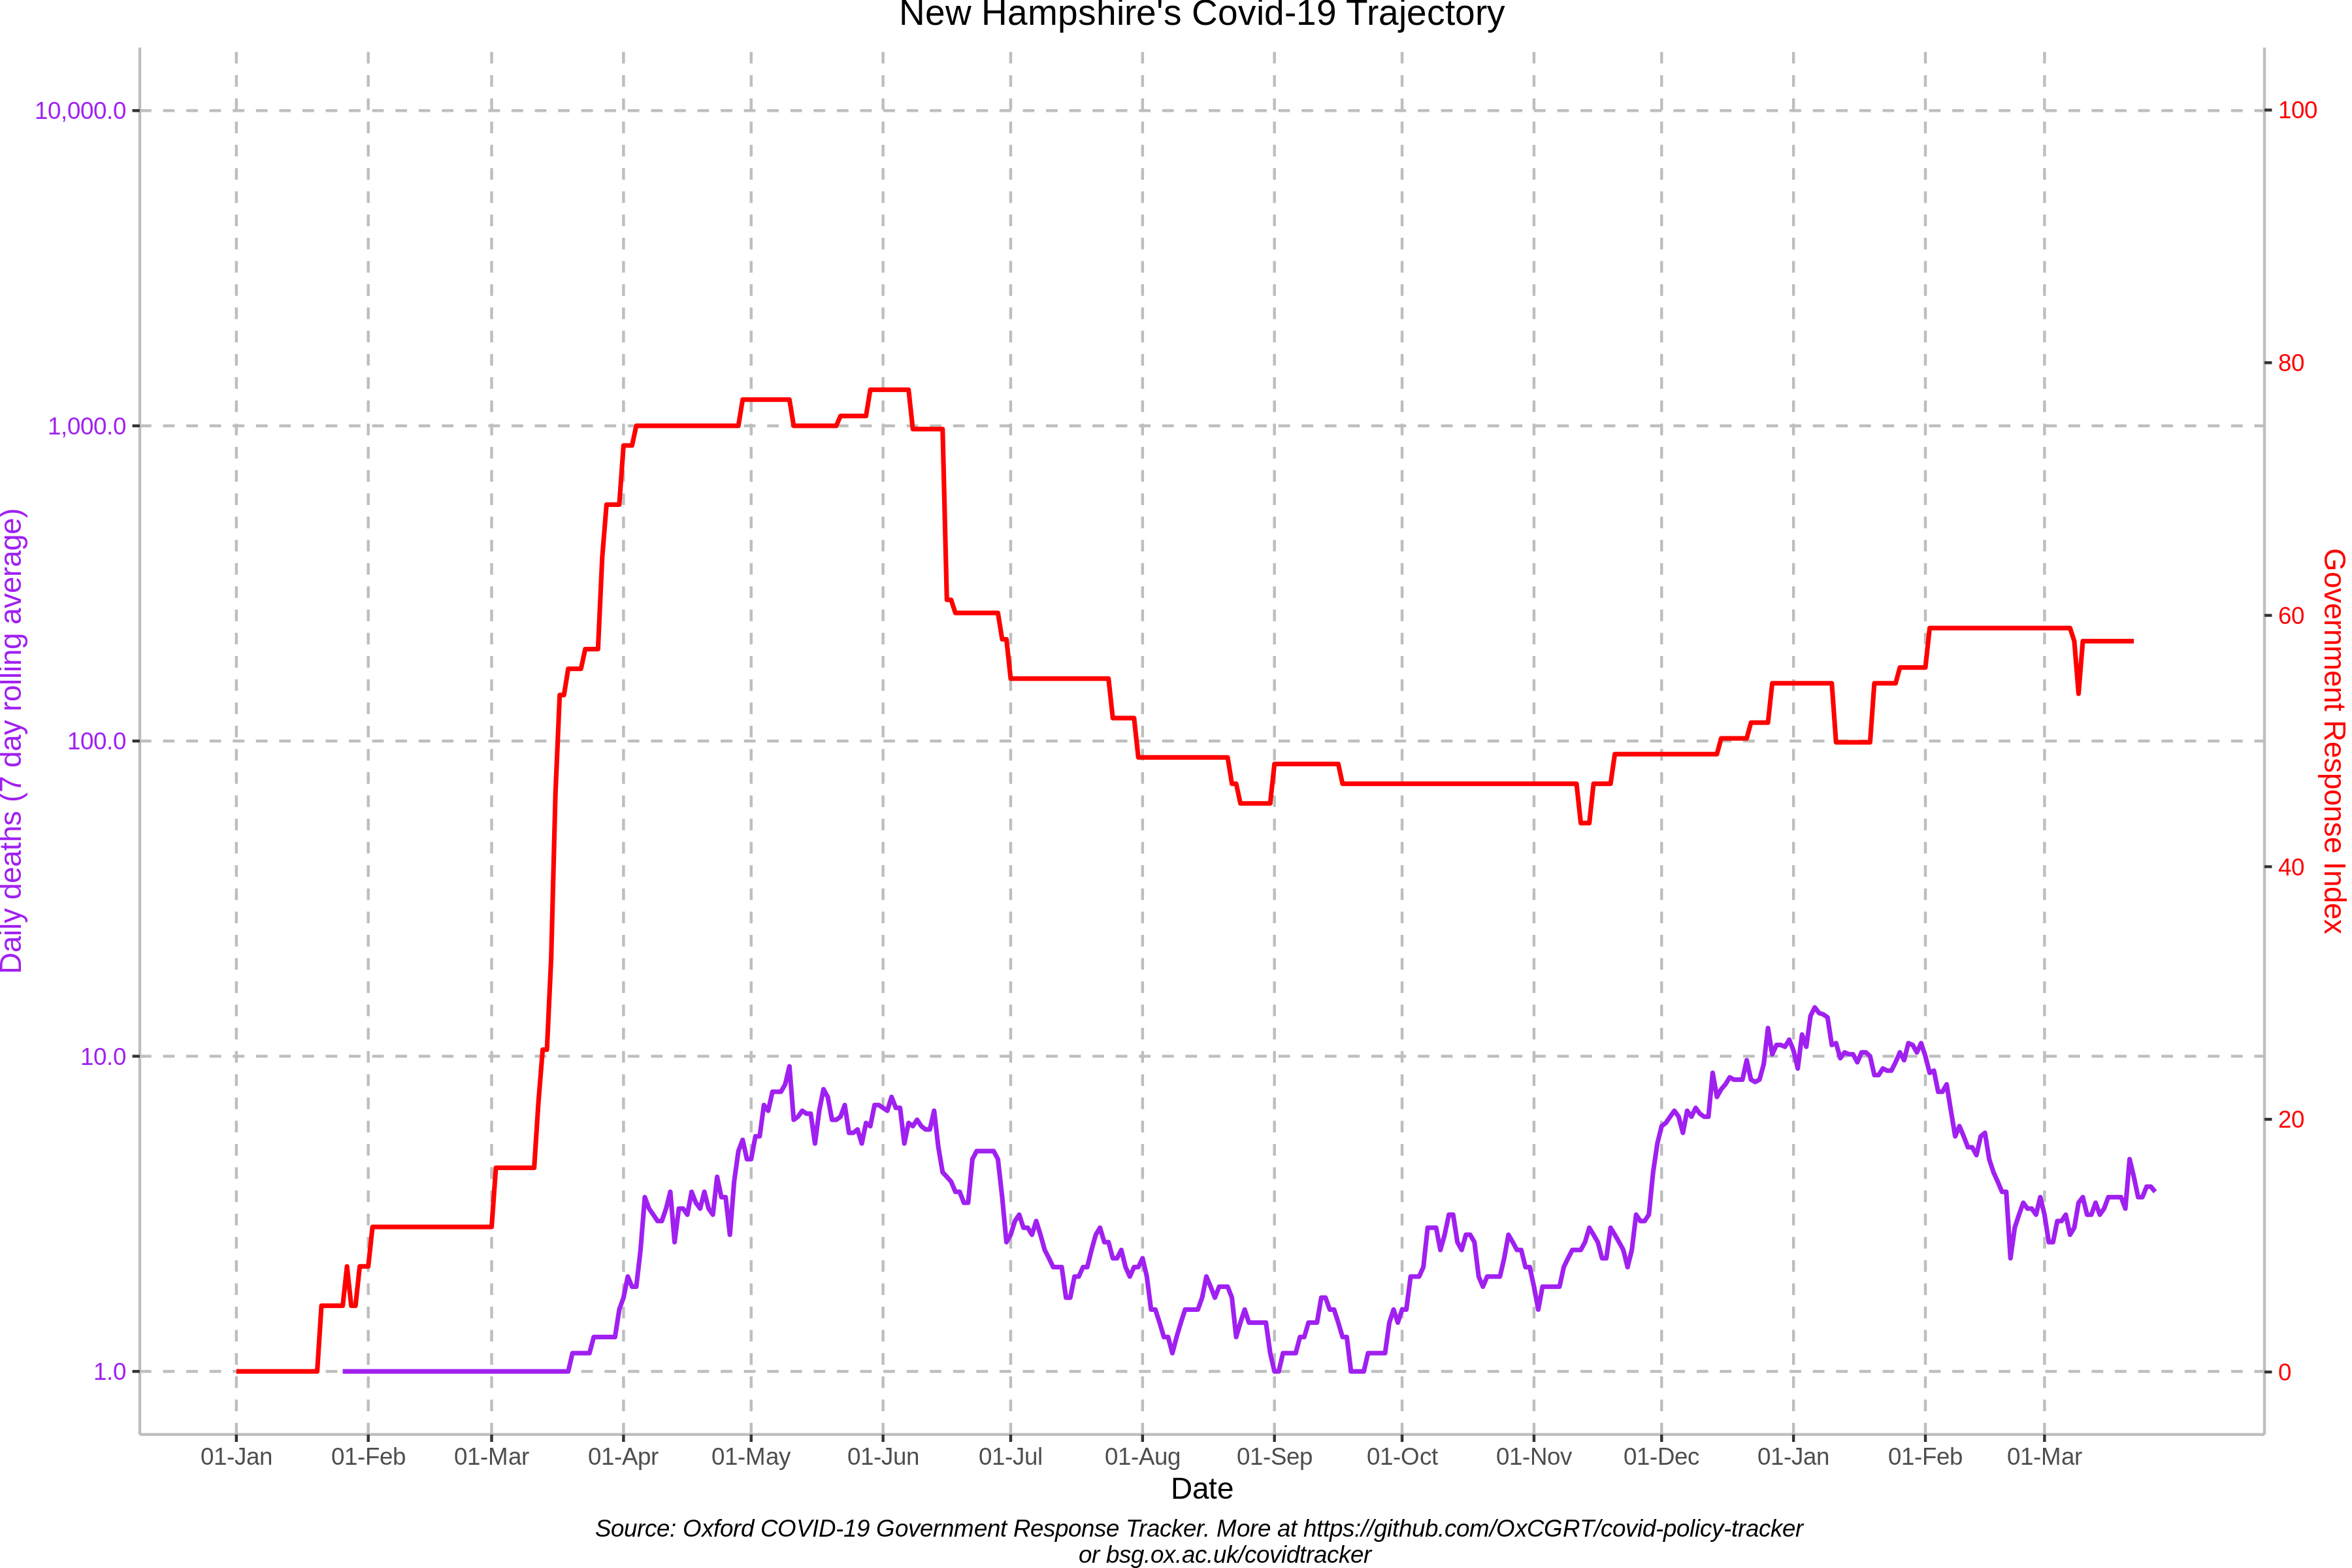 New Hampshire's Covid-19 Trajectory
10,000.0
1,000.0
100.0
10.0
1.0
Daily deaths (7 day rolling average)
100
80
60
40
20
0
Government Response Index
01-Jan 01-Feb 01-Mar 01-Apr 01-May 01-Jun 01-Jul 01-Aug 01-Sep 01-Oct 01-Nov 01-Dec 01-Jan 01-Feb 01-Mar
Date
Source: Oxford COVID-19 Government Response Tracker. More at https://github.com/OxCGRT/covid-policy-tracker
or bsg.ox.ac.uk/covidtracker